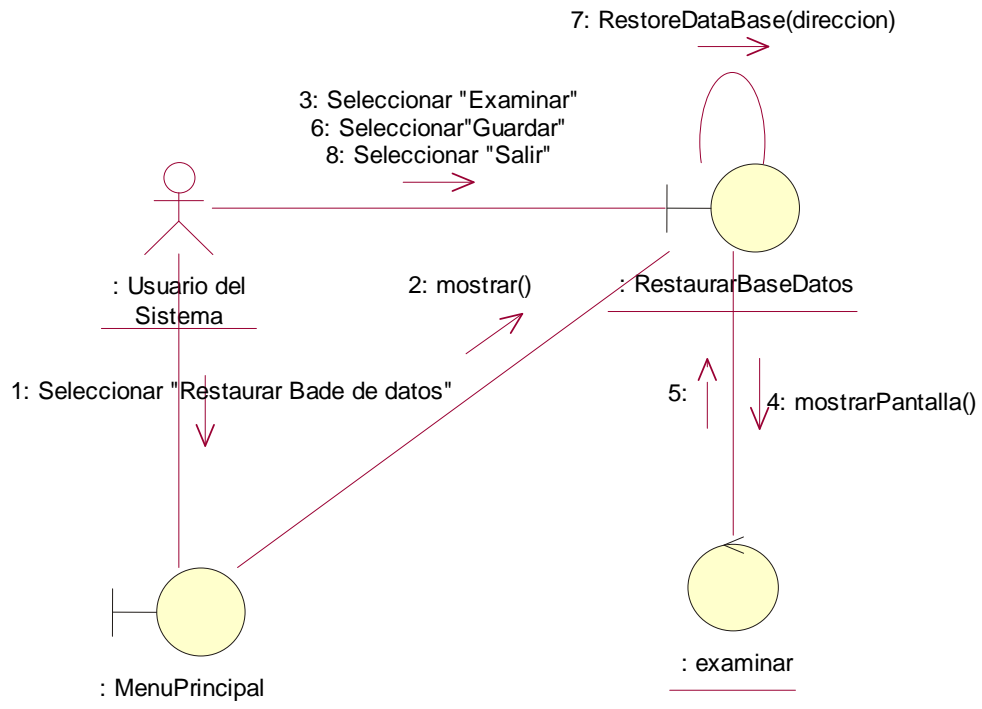 7: RestoreDataBase(direccion)
3: Seleccionar "Examinar"
6: Seleccionar"Guardar"
8: Seleccionar "Salir"
: Usuario del
Sistema
2: mostrar()
: RestaurarBaseDatos
1: Seleccionar "Restaurar Bade de datos"
5:
4: mostrarPantalla()
: examinar
: MenuPrincipal